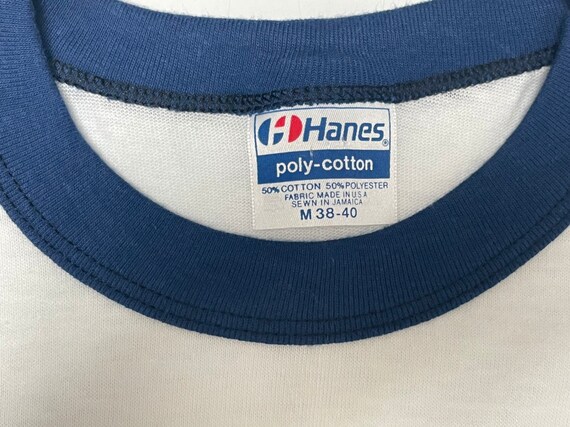 Hanes®
poly-cotton
50% COTTON 50% POLYESTER
FABRIC MADE IN U.S.A
SEWN IN JAMAICA
M 38-40